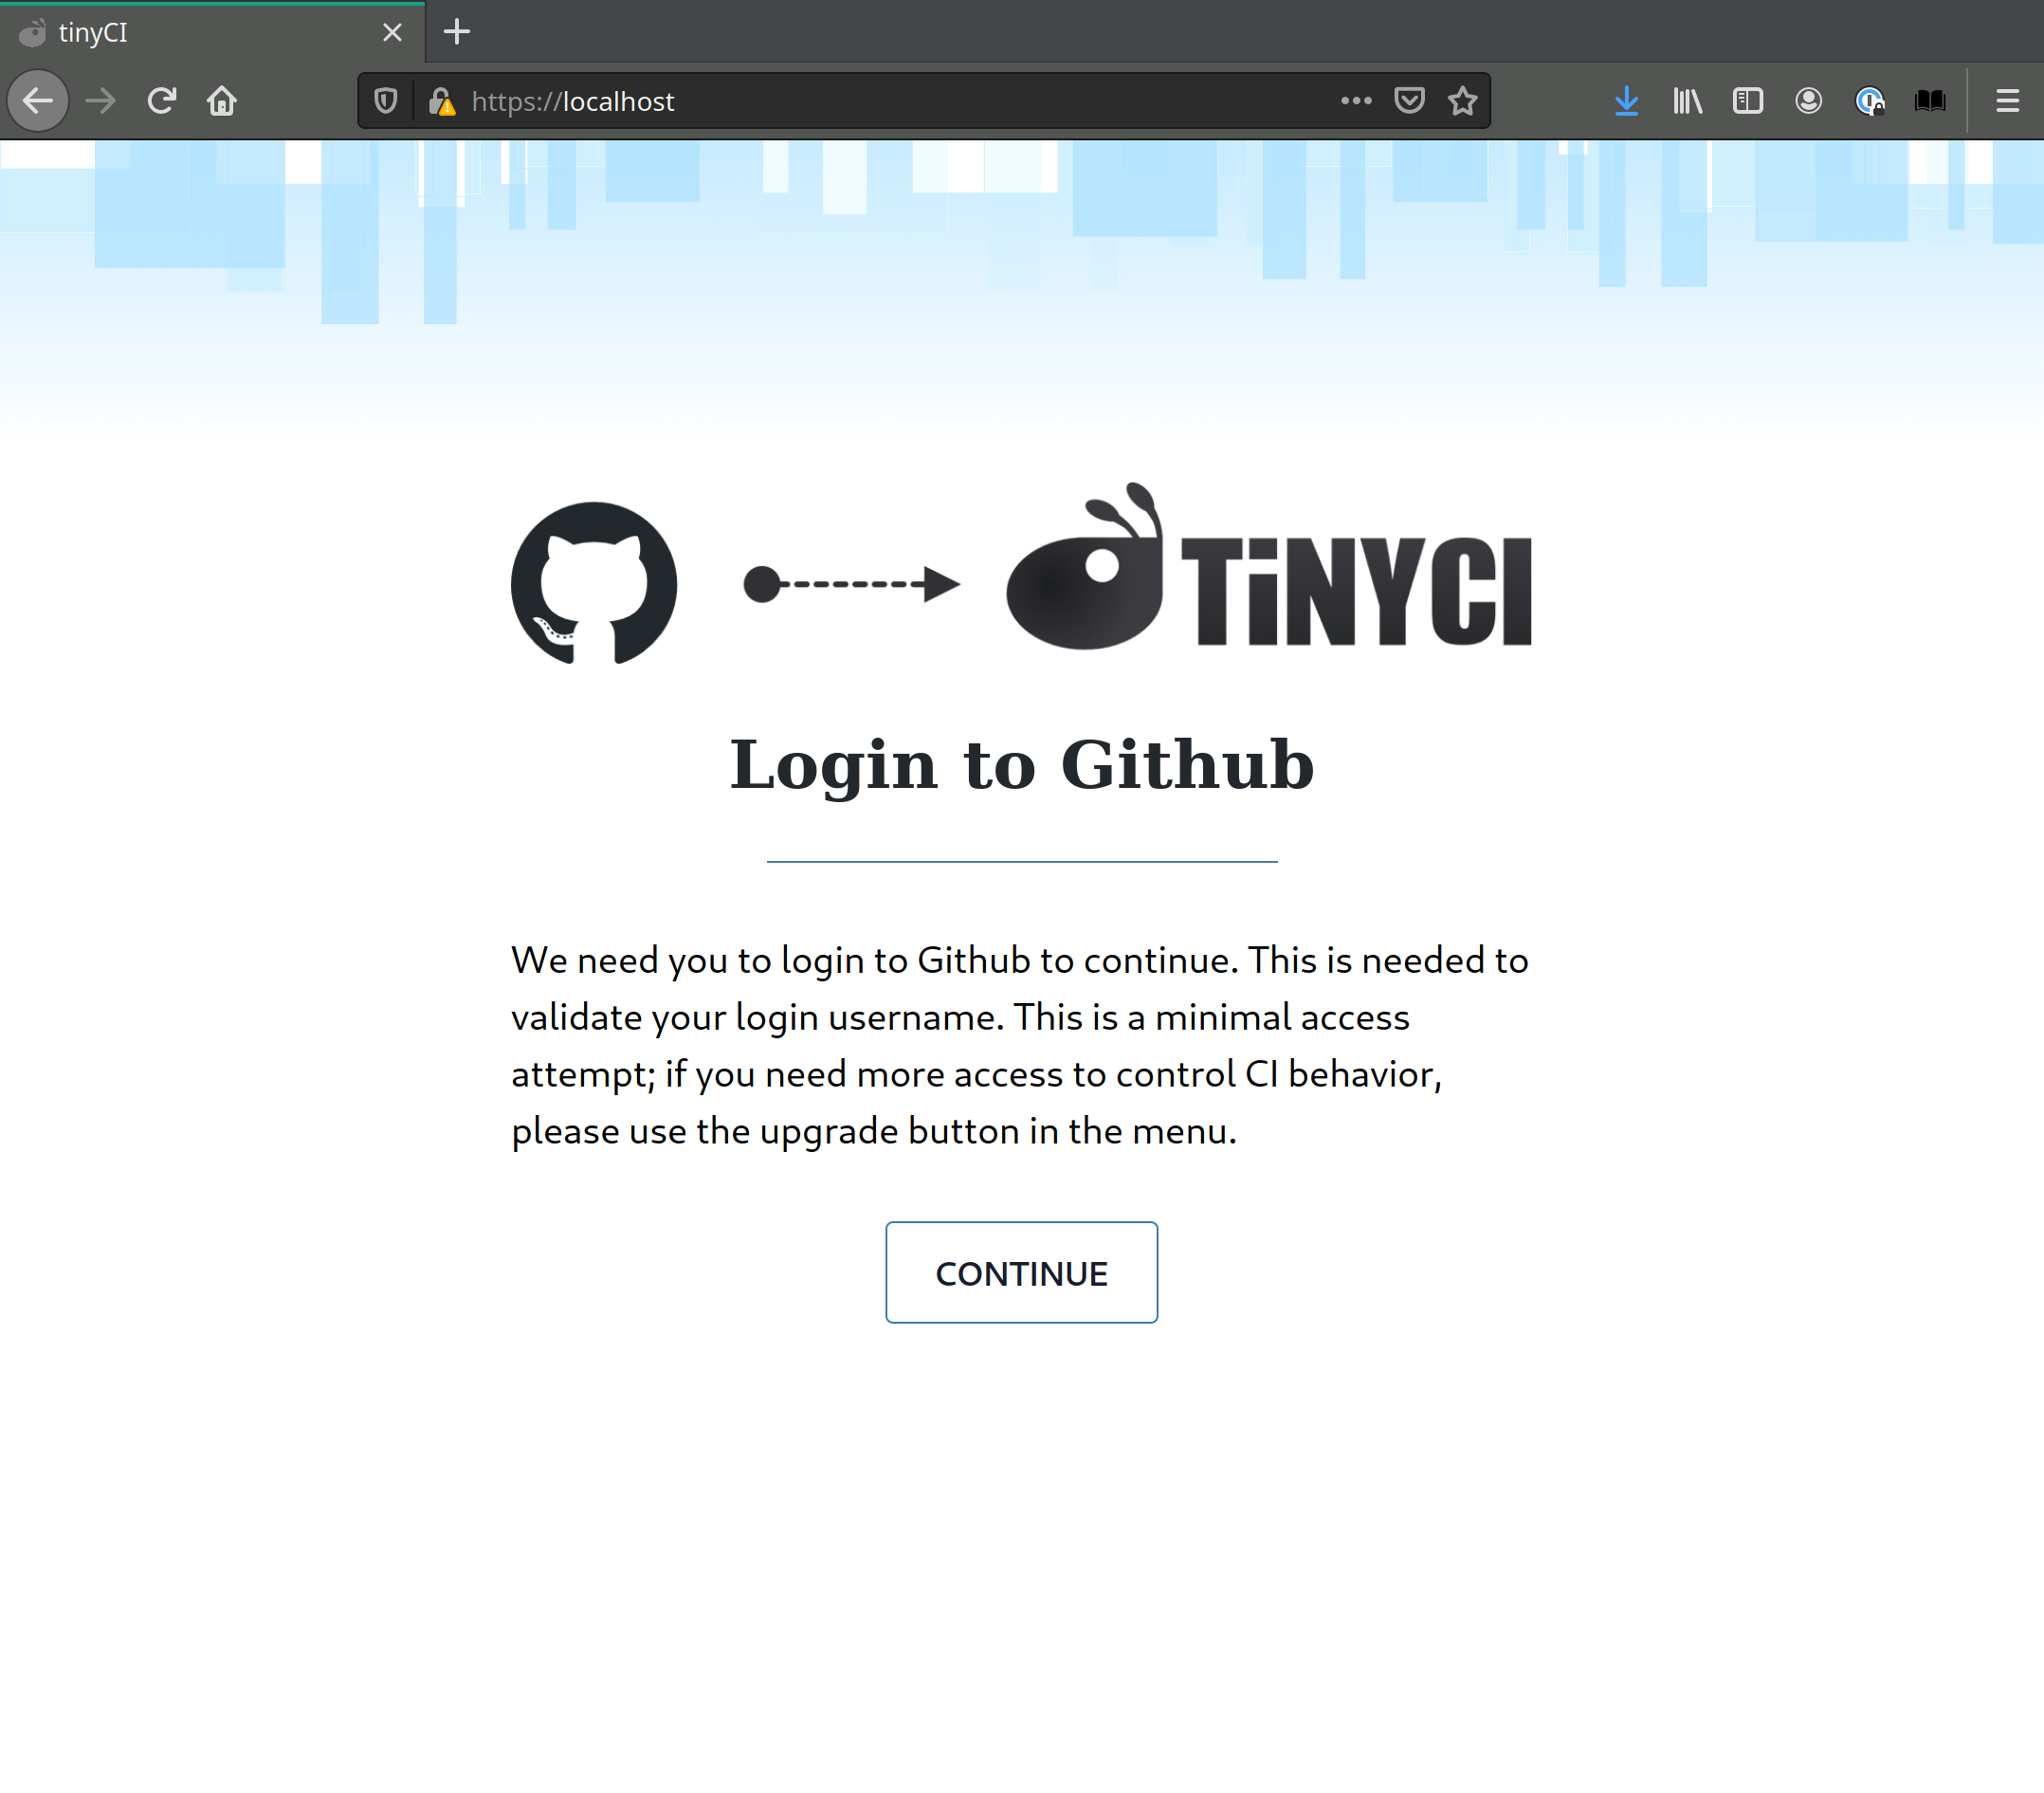 tinyCI
https://localhost
TiNYCI
Login to Github
We need you to login to Github to continue. This is needed to
validate your login username. This is a minimal access
attempt; if you need more access to control CI behavior,
please use the upgrade button in the menu.
CONTINUE